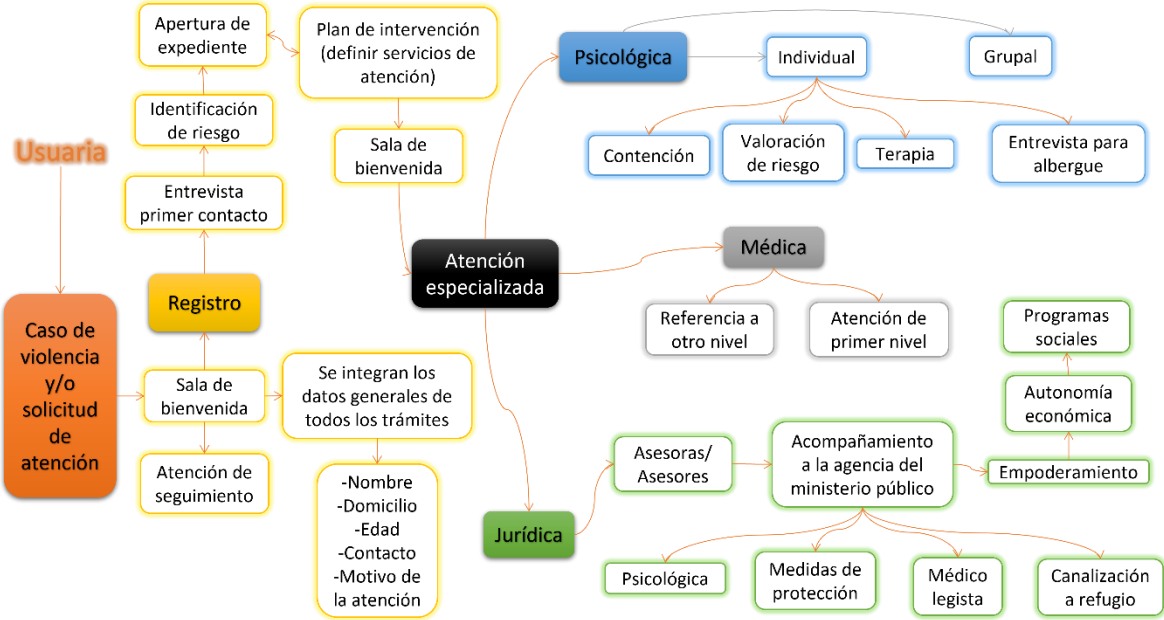 Usuaria
Caso de
violencia
y/o
solicitud
de
atención
Sala de
bienvenida
Atención de
seguimiento
Registro
Entrevista
primer contacto
Identificación
de riesgo
Apertura de
expediente
Plan de intervención
(definir servicios de
atención)
Sala de
bienvenida
Se integran los
datos generales de
todos los trámites
-Nombre
-Domicilio
-Edad
-Contacto
-Motivo de
la atención
Atención
especializada
Psicológica
Individual
Grupal
Contención
Valoración
de riesgo
Terapia
Entrevista para
albergue
Médica
Referencia a
otro nivel
Atención de
primer nivel
Jurídica
Asesoras/
Asesores
Acompañamiento
a la agencia del
ministerio público
Empoderamiento
Autonomía
económica
Programas
sociales
Psicológica
Medidas de
protección
Médico
legista
Canalización
a refugio